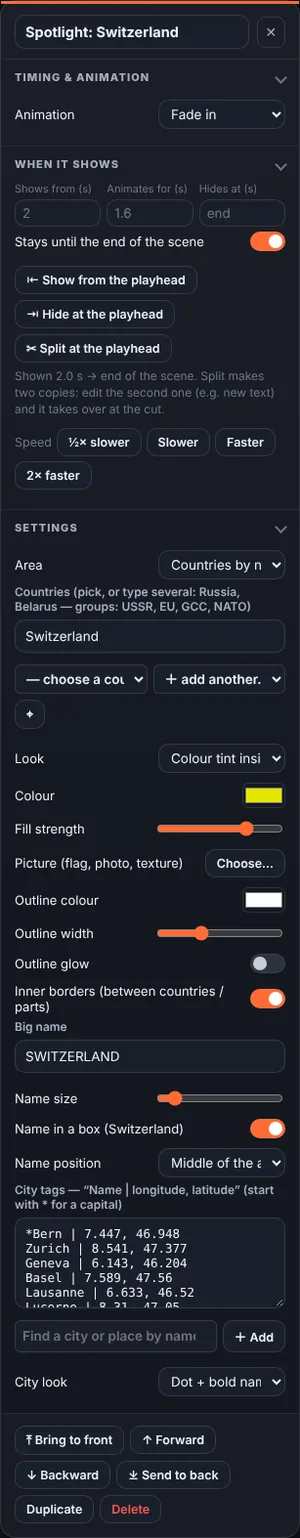 Spotlight: Switzerland ×
TIMING & ANIMATION
Animation Fade in
WHEN IT SHOWS
Shows from (s) Animates for (s) Hides at (s)
2 1.6 end
Stays until the end of the scene
⇤ Show from the playhead
⇥ Hide at the playhead
✂ Split at the playhead
Shown 2.0 s → end of the scene. Split makes
two copies: edit the second one (e.g. new text)
and it takes over at the cut.
Speed ½× slower Slower Faster
2× faster
SETTINGS
Area Countries by n
Countries (pick, or type several: Russia,
Belarus — groups: USSR, EU, GCC, NATO)
Switzerland
— choose a cou + add another.
Look Colour tint insi
Colour
Fill strength
Picture (flag, photo, texture) Choose...
Outline colour
Outline width
Outline glow
Inner borders (between countries /
parts)
Big name
SWITZERLAND
Name size
Name in a box (Switzerland)
Name position Middle of the a
City tags — “Name | longitude, latitude” (start
with * for a capital)
*Bern | 7.447, 46.948
Zurich | 8.541, 47.377
Geneva | 6.143, 46.204
Basel | 7.589, 47.56
Lausanne | 6.633, 46.52
Lucerne | 8.31, 47.05
Find a city or place by name + Add
City look Dot + bold nan
⤒ Bring to front ↑ Forward
↓ Backward ⤓ Send to back
Duplicate Delete